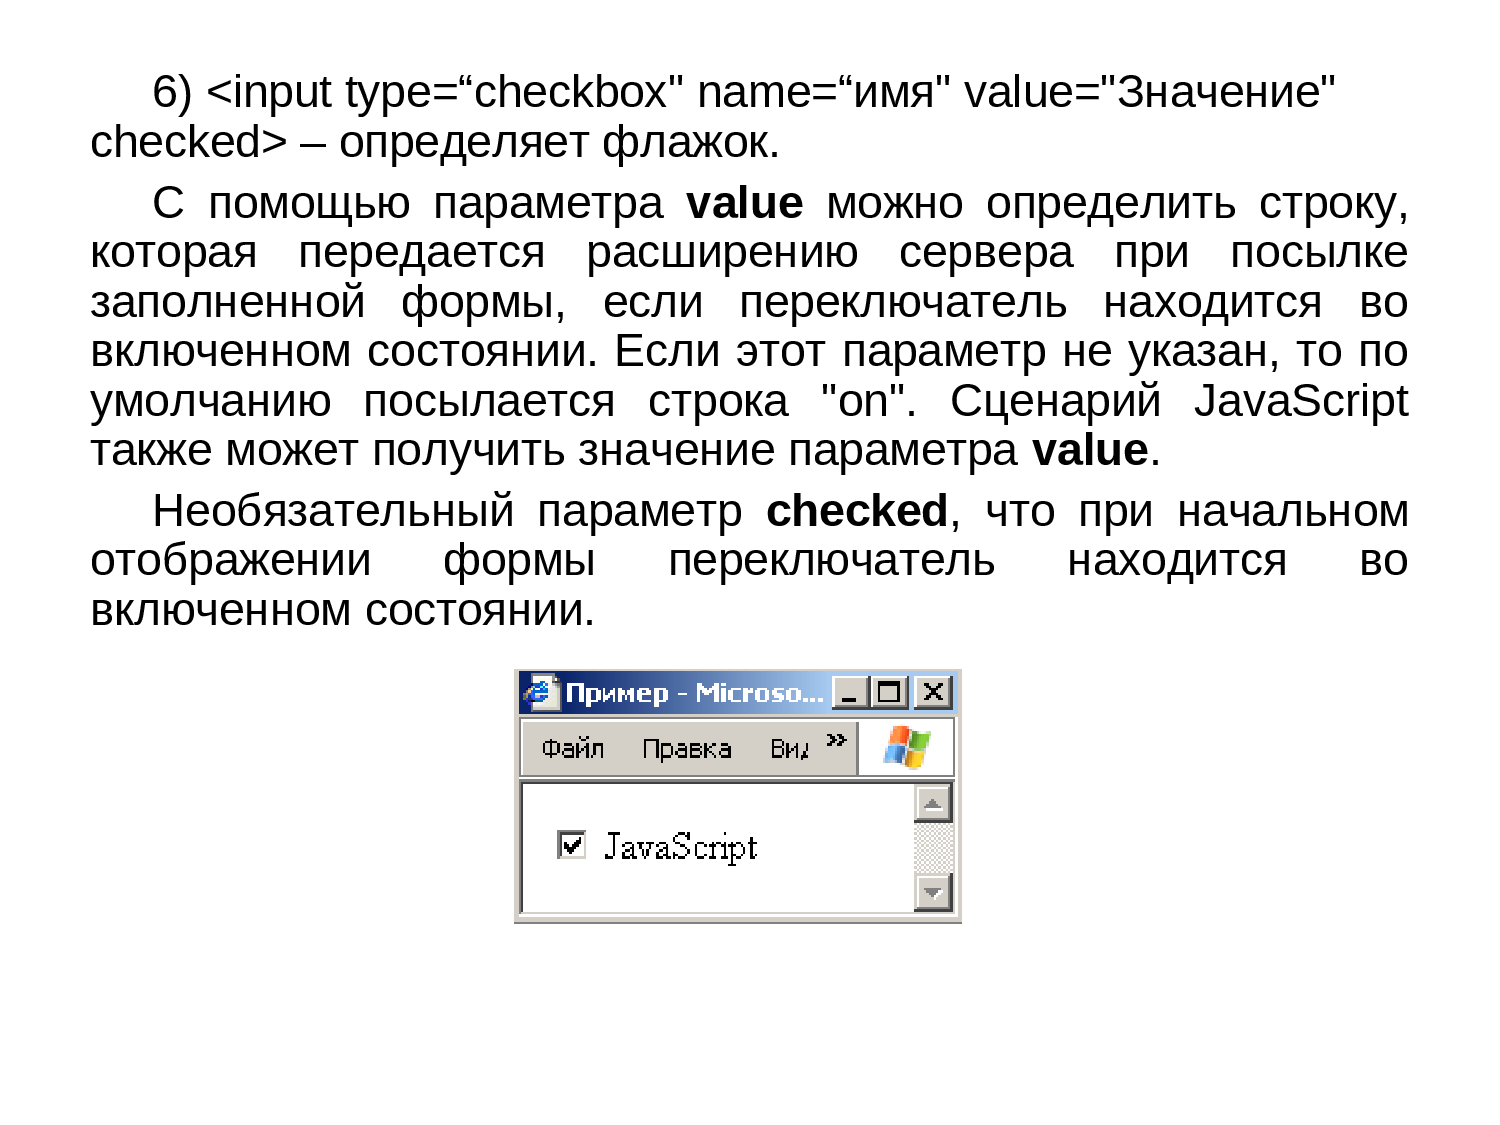 6) <input type=“checkbox" name=“имя" value="Значение"
checked> – определяет флажок.
С помощью параметра value можно определить строку,
которая передается расширению сервера при посылке
заполненной формы, если переключатель находится во
включенном состоянии. Если этот параметр не указан, то по
умолчанию посылается строка "on". Сценарий JavaScript
также может получить значение параметра value.
Необязательный параметр checked, что при начальном
отображении формы переключатель находится во
включенном состоянии.
Пример - Microso...
Файл Правка Вид »
JavaScript